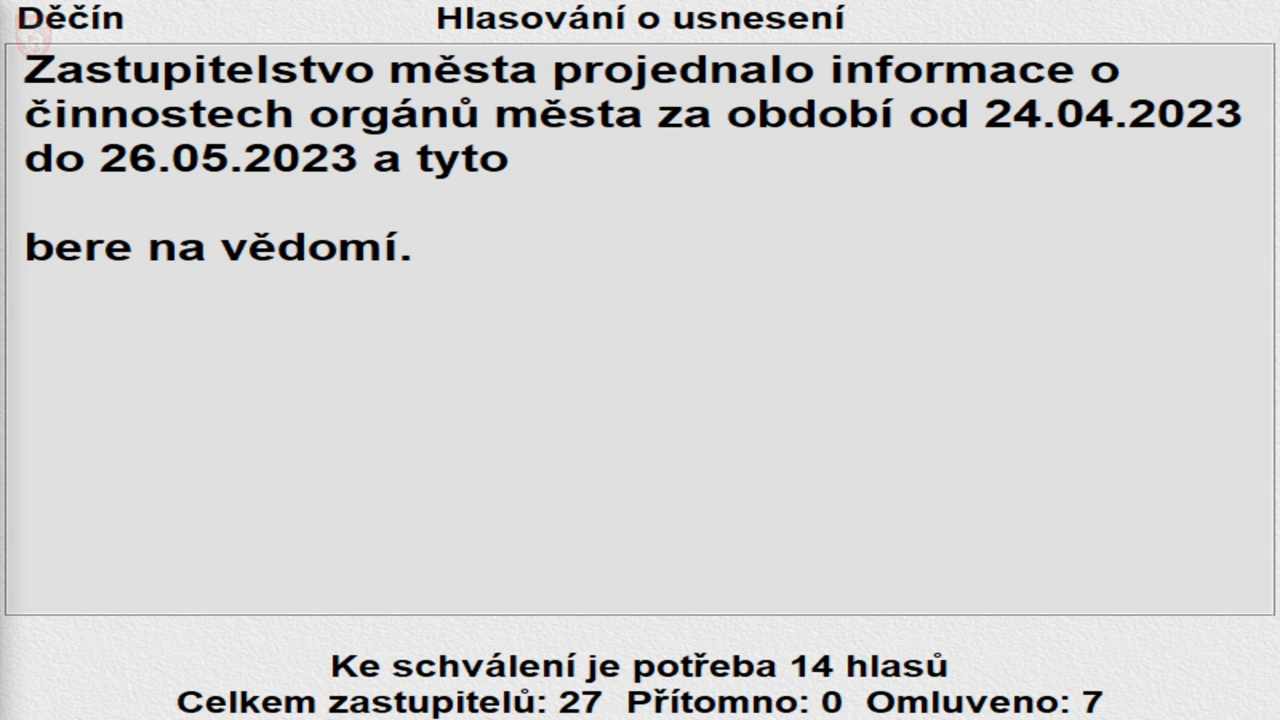 Děčín
Hlasování o usnesení
Zastupitelstvo města projednalo informace o
činnostech orgánů města za období od 24.04.2023
do 26.05.2023 a tyto
bere na vědomí.
Ke schválení je potřeba 14 hlasů
Celkem zastupitelů: 27 Přítomno: 0 Omluveno: 7